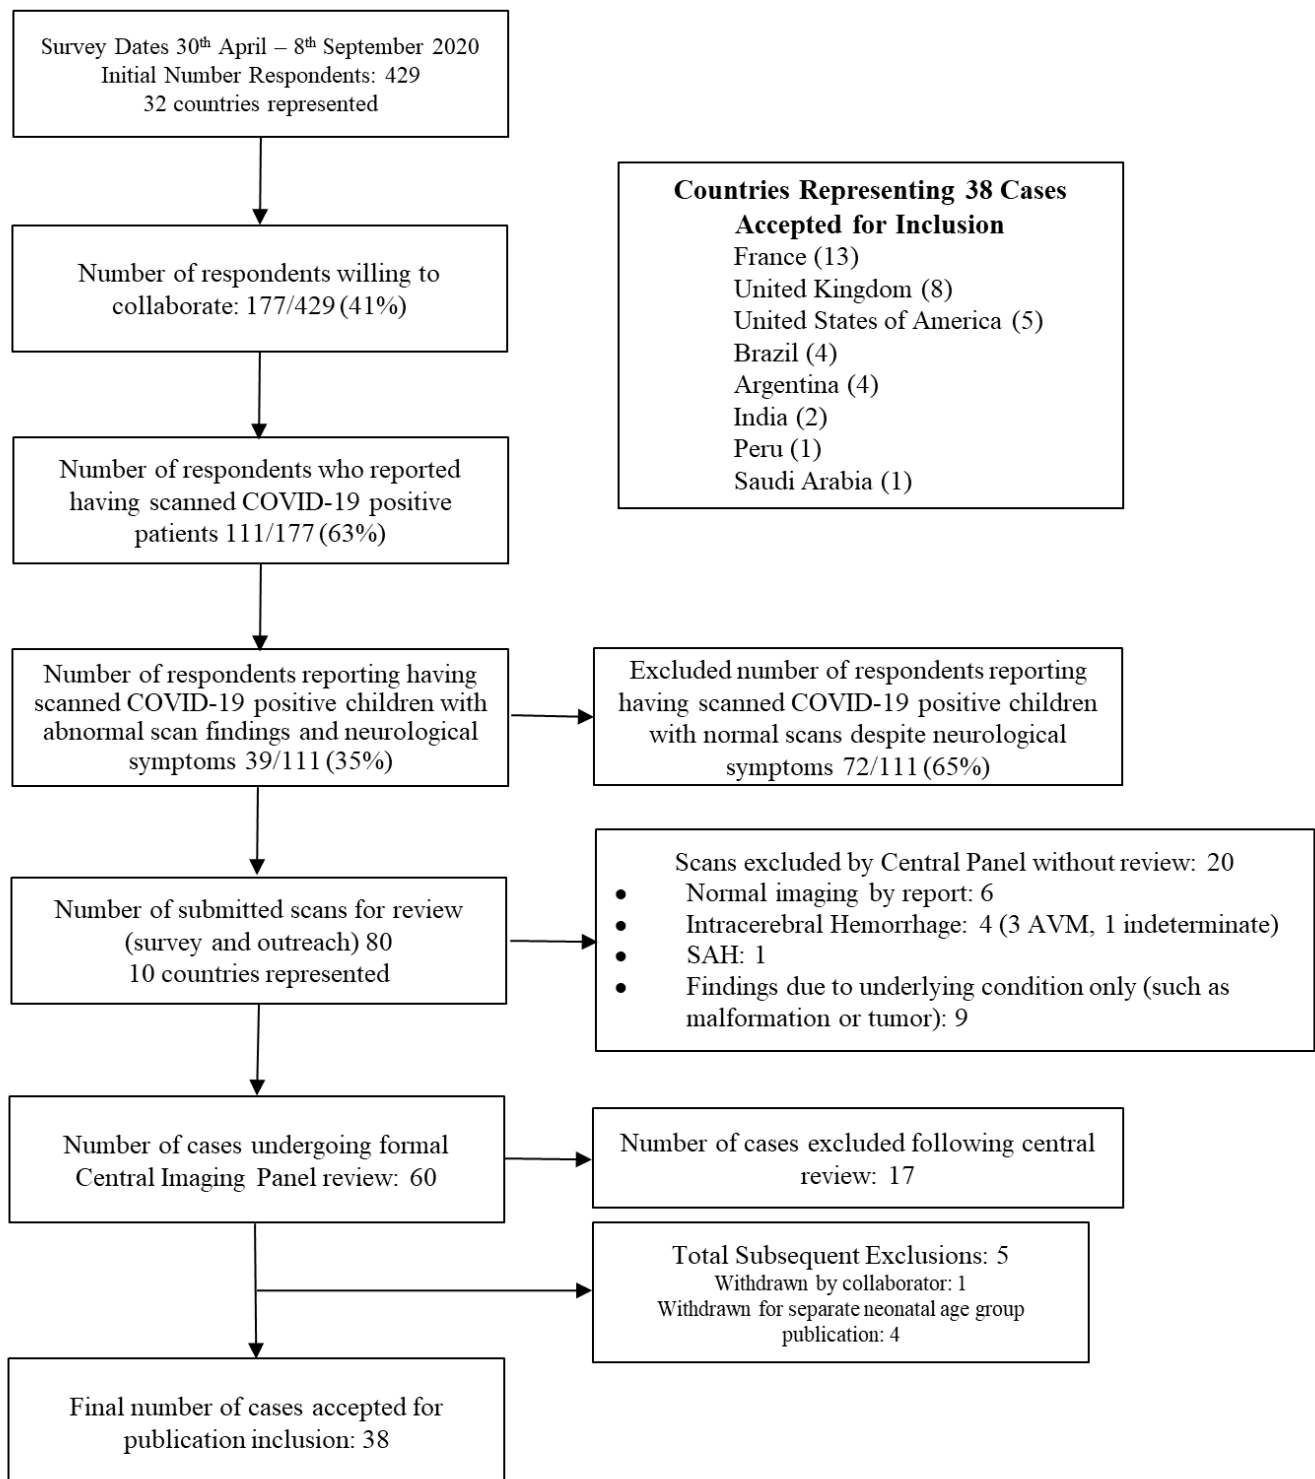 Survey Dates 30th April – 8th September 2020
Initial Number Respondents: 429
32 countries represented
Number of respondents willing to
collaborate: 177/429 (41%)
Number of respondents who reported
having scanned COVID-19 positive
patients 111/177 (63%)
Countries Representing 38 Cases
Accepted for Inclusion
France (13)
United Kingdom (8)
United States of America (5)
Brazil (4)
Argentina (4)
India (2)
Peru (1)
Saudi Arabia (1)
Number of respondents reporting having
scanned COVID-19 positive children with
abnormal scan findings and neurological
symptoms 39/111 (35%)
Excluded number of respondents reporting
having scanned COVID-19 positive children
with normal scans despite neurological
symptoms 72/111 (65%)
Number of submitted scans for review
(survey and outreach) 80
10 countries represented
Scans excluded by Central Panel without review: 20
• Normal imaging by report: 6
• Intracerebral Hemorrhage: 4 (3 AVM, 1 indeterminate)
• SAH: 1
• Findings due to underlying condition only (such as
malformation or tumor): 9
Number of cases undergoing formal
Central Imaging Panel review: 60
Number of cases excluded following central
review: 17
Total Subsequent Exclusions: 5
Withdrawn by collaborator: 1
Withdrawn for separate neonatal age group
publication: 4
Final number of cases accepted for
publication inclusion: 38